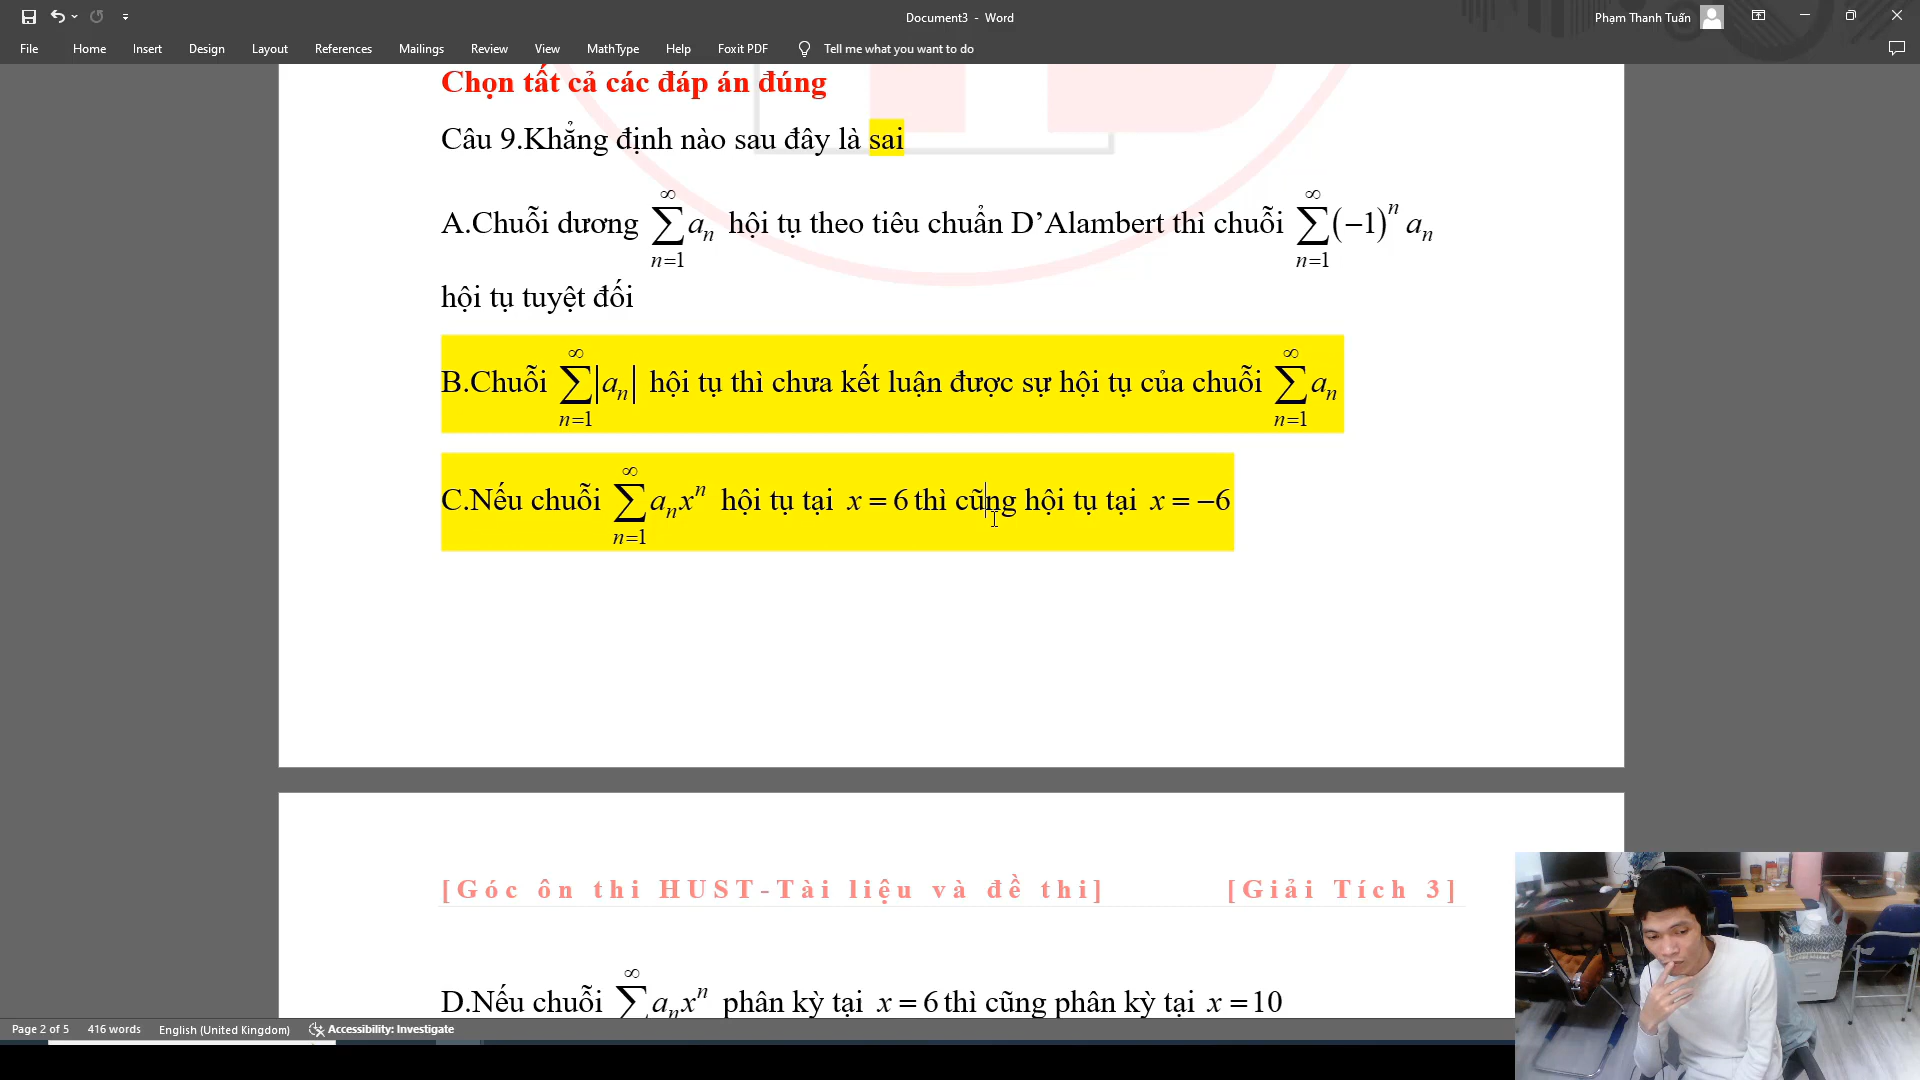 Document3 - Word
Phạm Thanh Tuấn
File Home Insert Design Layout References Mailings Review View MathType Help Foxit PDF Tell me what you want to do
Chọn tất cả các đáp án đúng
Câu 9.Khẳng định nào sau đây là sai
A.Chuỗi dương ∑_{n=1}^{∞} a_n hội tụ theo tiêu chuẩn D’Alambert thì chuỗi ∑_{n=1}^{∞} (−1)^n a_n
hội tụ tuyệt đối
B.Chuỗi ∑_{n=1}^{∞} |a_n| hội tụ thì chưa kết luận được sự hội tụ của chuỗi ∑_{n=1}^{∞} a_n
C.Nếu chuỗi ∑_{n=1}^{∞} a_n x^n hội tụ tại x = 6 thì cũng hội tụ tại x = −6
[Góc ôn thi HUST-Tài liệu và đề thi] [Giải Tích 3]
D.Nếu chuỗi ∑^{∞} a_n x^n phân kỳ tại x = 6 thì cũng phân kỳ tại x = 10
Page 2 of 5 416 words English (United Kingdom) Accessibility: Investigate